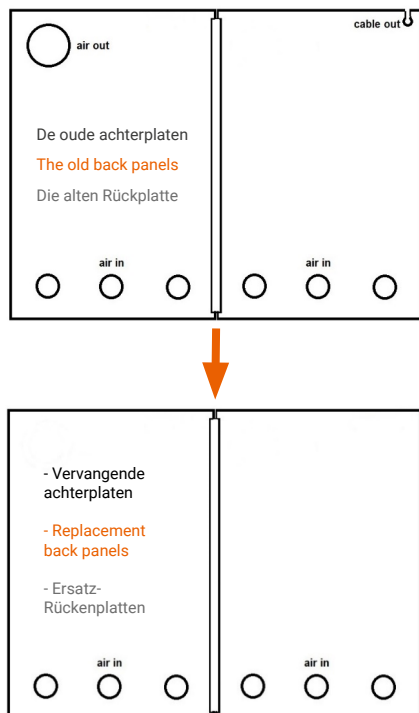 air out
cable out
De oude achterplaten
The old back panels
Die alten Rückplatte
air in
air in
- Vervangende
achterplaten
- Replacement
back panels
- Ersatz-
Rückenplatten
air in
air in